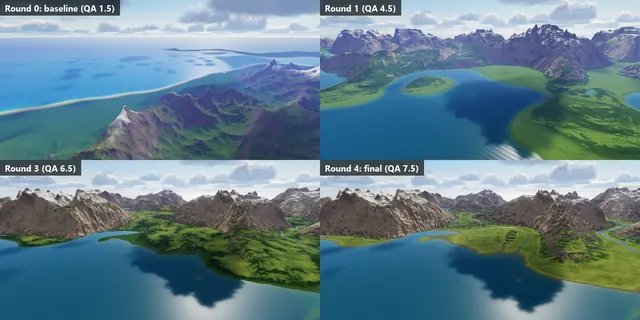 Round 0: baseline (QA 1.5)
Round 1 (QA 4.5)
Round 3 (QA 6.5)
Round 4: final (QA 7.5)